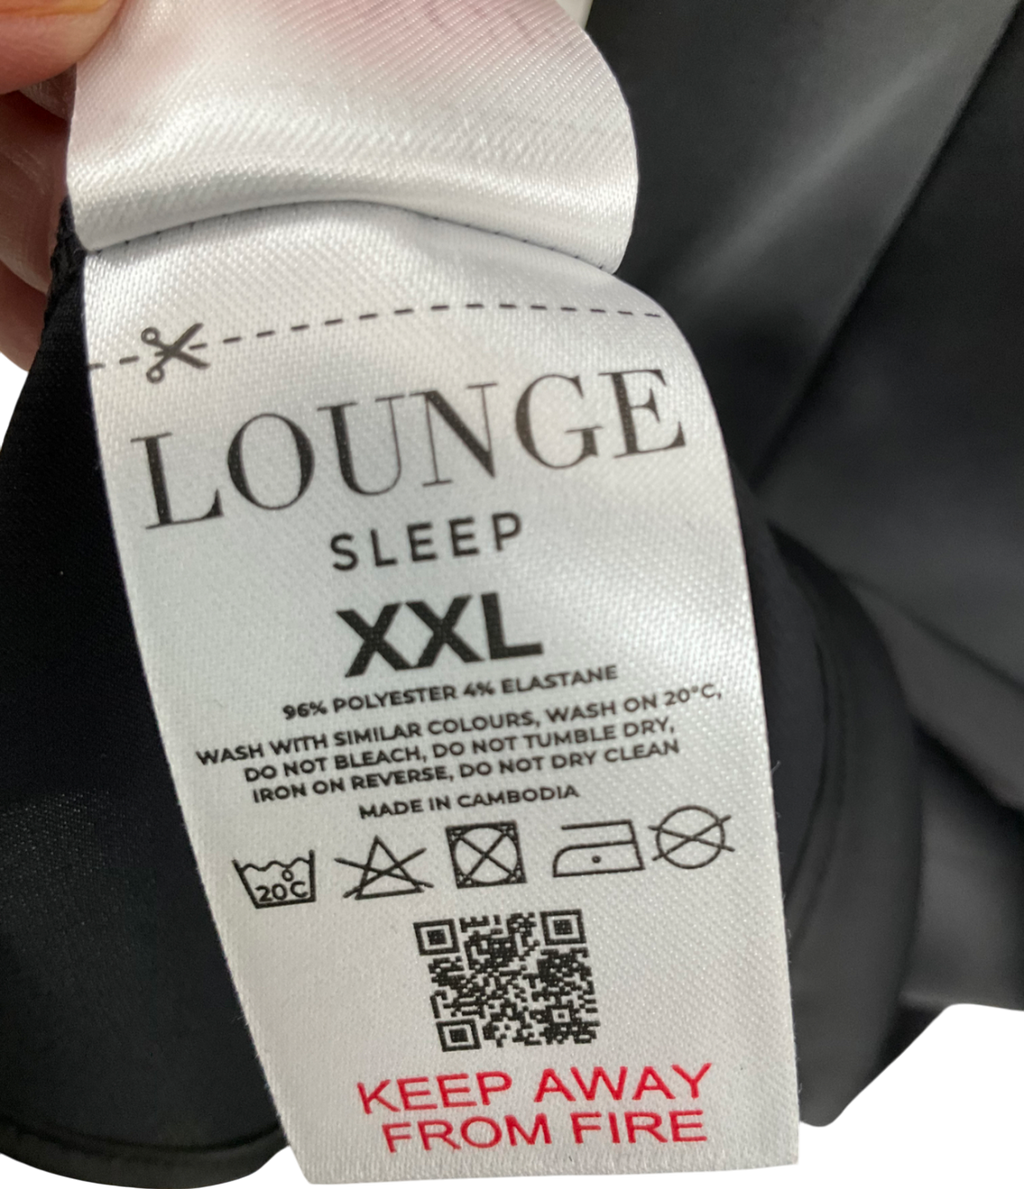 LOUNGE
SLEEP
XXL
96% POLYESTER 4% ELASTANE
WASH WITH SIMILAR COLOURS, WASH ON 20°C,
DO NOT BLEACH, DO NOT TUMBLE DRY,
IRON ON REVERSE, DO NOT DRY CLEAN
MADE IN CAMBODIA
20C
KEEP AWAY
FROM FIRE